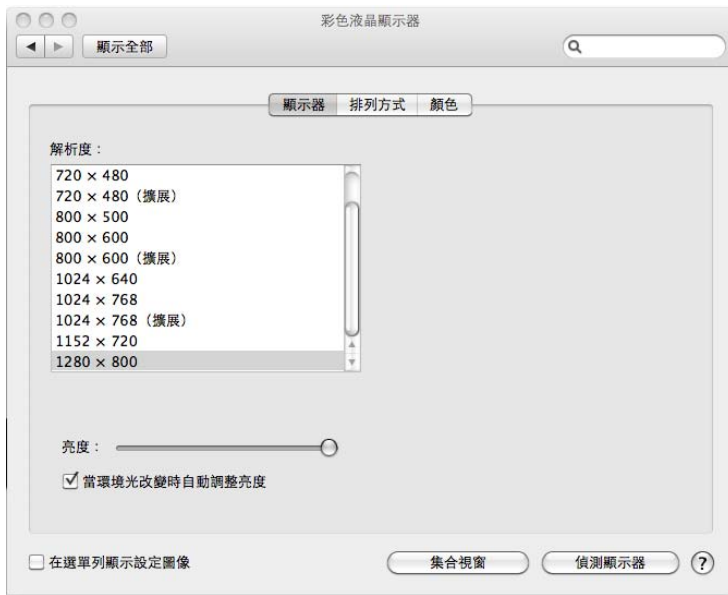 彩色液晶顯示器
顯示全部
顯示器 排列方式 顏色
解析度：
720 × 480
720 × 480（擴展）
800 × 500
800 × 600
800 × 600（擴展）
1024 × 640
1024 × 768
1024 × 768（擴展）
1152 × 720
1280 × 800
亮度：
當環境光改變時自動調整亮度
在選單列顯示設定圖像 集合視窗 偵測顯示器 ?